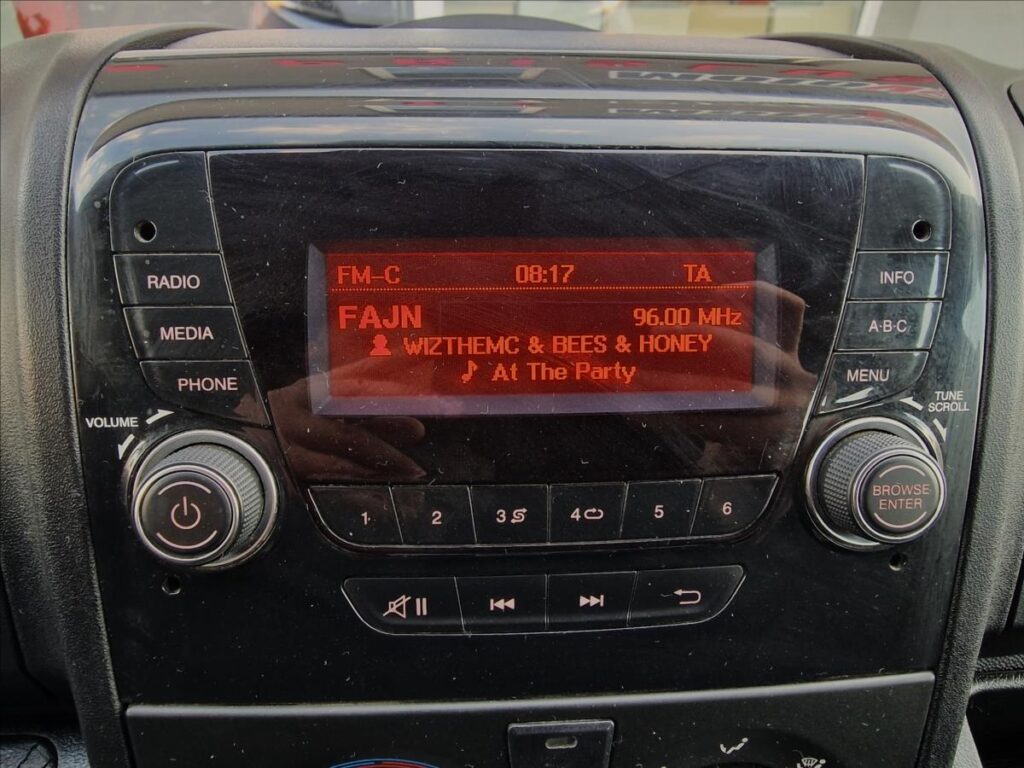 FM-C 08:17 TA
FAJN 96.00 MHz
WIZTHEMC & BEES & HONEY
At The Party
RADIO
MEDIA
PHONE
VOLUME
INFO
A·B·C
MENU
TUNE
SCROLL
BROWSE
ENTER
1 2 3 4 5 6